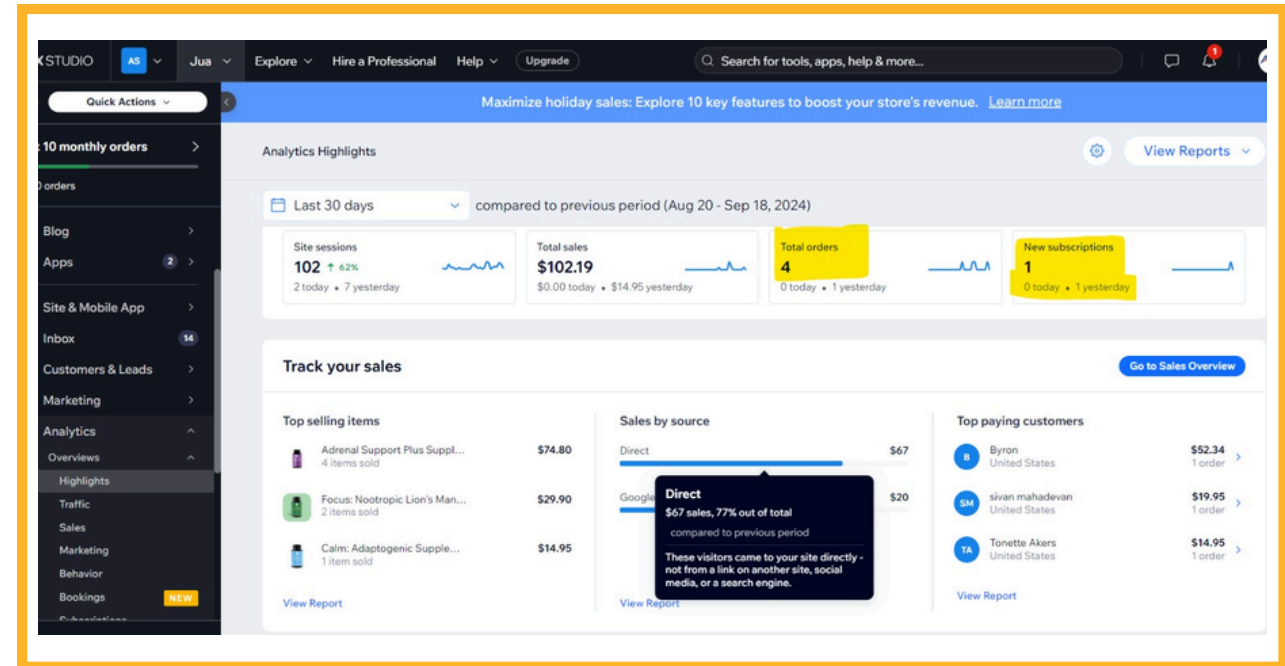 STUDIO AS Jua Explore Hire a Professional Help Upgrade Search for tools, apps, help & more... 1
Quick Actions
Maximize holiday sales: Explore 10 key features to boost your store's revenue. Learn more
10 monthly orders
orders
Analytics Highlights
View Reports
Last 30 days compared to previous period (Aug 20 - Sep 18, 2024)
Blog
Apps 2
Site & Mobile App
Inbox 14
Customers & Leads
Marketing
Analytics
Overviews
Highlights
Traffic
Sales
Marketing
Behavior
Bookings NEW
Subscriptions
Site sessions
102 ↑ 62%
2 today • 7 yesterday
Total sales
$102.19
$0.00 today • $14.95 yesterday
Total orders
4
0 today • 1 yesterday
New subscriptions
1
0 today • 1 yesterday
Track your sales
Go to Sales Overview
Top selling items
Adrenal Support Plus Suppl... $74.80
4 items sold
Focus: Nootropic Lion's Man... $29.90
2 items sold
Calm: Adaptogenic Supple... $14.95
1 item sold
View Report
Sales by source
Direct $67
Google $20
Direct
$67 sales, 77% out of total
compared to previous period
These visitors came to your site directly -
not from a link on another site, social
media, or a search engine.
View Report
Top paying customers
B Byron $52.34
United States 1 order
SM sivan mahadevan $19.95
United States 1 order
TA Tonette Akers $14.95
United States 1 order
View Report